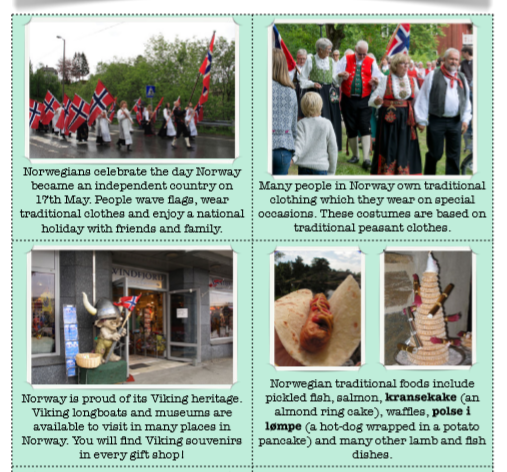 Norwegians celebrate the day Norway
became an independent country on
17th May. People wave flags, wear
traditional clothes and enjoy a national
holiday with friends and family.
Many people in Norway own traditional
clothing which they wear on special
occasions. These costumes are based on
traditional peasant clothes.
VINDFJORD
Norway is proud of its Viking heritage.
Viking longboats and museums are
available to visit in many places in
Norway. You will find Viking souvenirs
in every gift shop!
Norwegian traditional foods include
pickled fish, salmon, kransekake (an
almond ring cake), waffles, polse i
lømpe (a hot-dog wrapped in a potato
pancake) and many other lamb and fish
dishes.